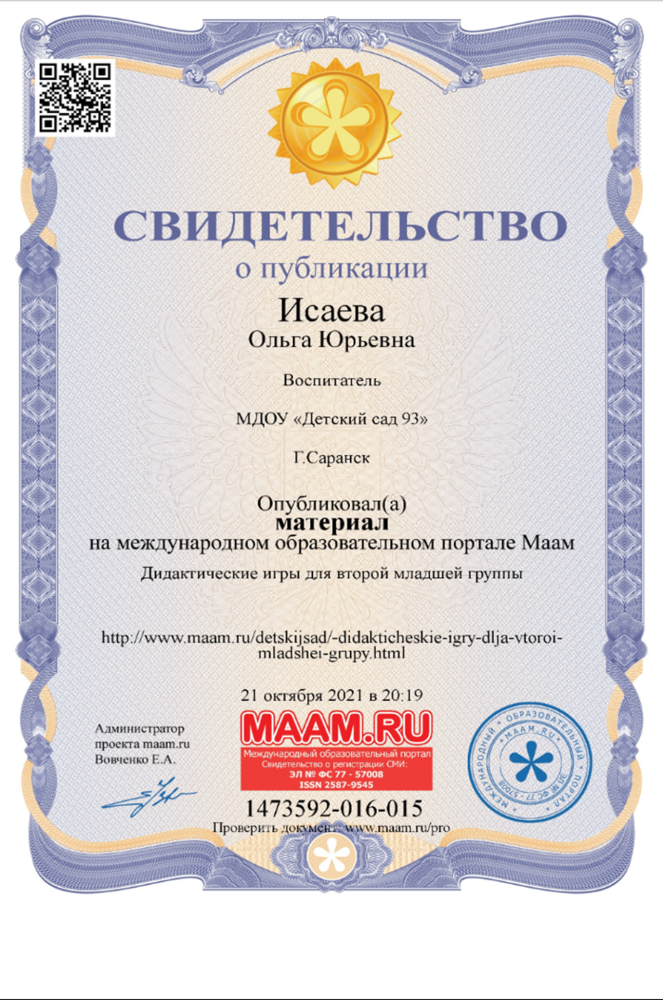 СВИДЕТЕЛЬСТВО
о публикации
Исаева
Ольга Юрьевна
Воспитатель
МДОУ «Детский сад 93»
Г.Саранск
Опубликовал(а)
материал
на международном образовательном портале Маам
Дидактические игры для второй младшей группы
http://www.maam.ru/detskijsad/-didakticheskie-igry-dlja-vtoroi-
mladshei-grupy.html
21 октября 2021 в 20:19
Администратор
проекта maam.ru
Вовченко Е.А.
MAAM.RU
Международный образовательный портал
Свидетельство о регистрации СМИ:
ЭЛ № ФС 77 - 57008
ISSN 2587-9545
1473592-016-015
Проверить документ: www.maam.ru/pro
* МЕЖДУНАРОДНЫЙ * ОБРАЗОВАТЕЛЬНЫЙ * ПОРТАЛ *
* МААМ.RU *
ЭЛ № ФС 77 - 57008